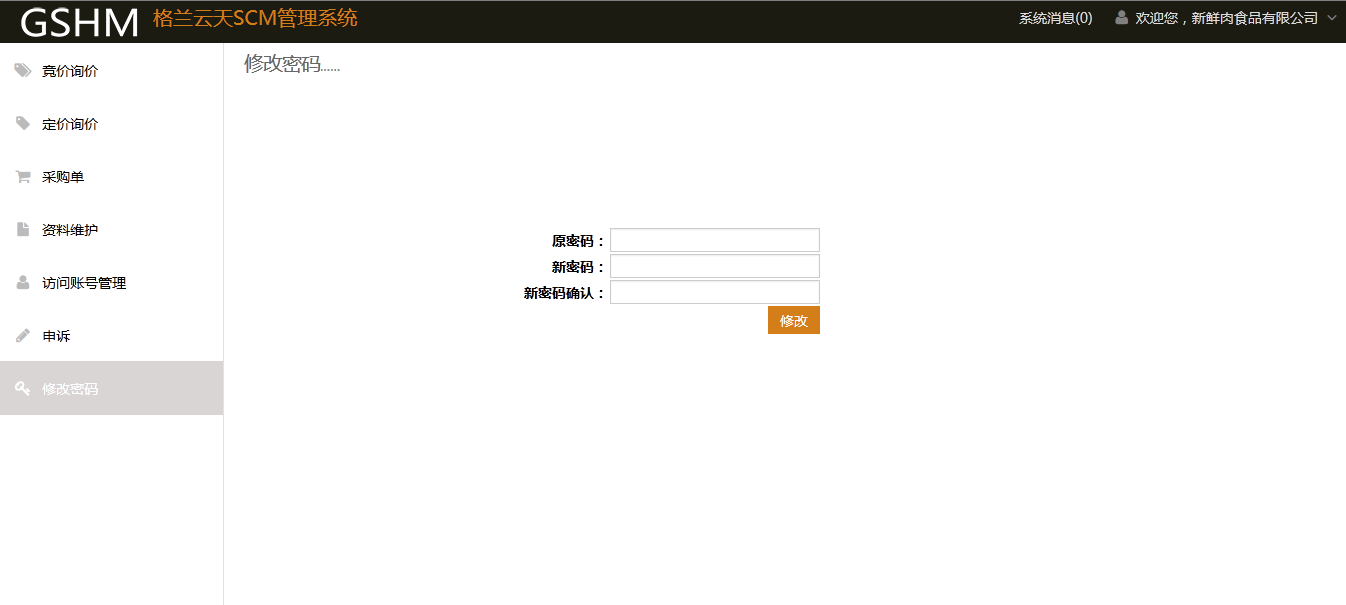 GSHM 格兰云天SCM管理系统 系统消息(0) 欢迎您，新鲜肉食品有限公司
竞价询价
定价询价
采购单
资料维护
访问账号管理
申诉
修改密码
修改密码......
原密码：
新密码：
新密码确认：
修改